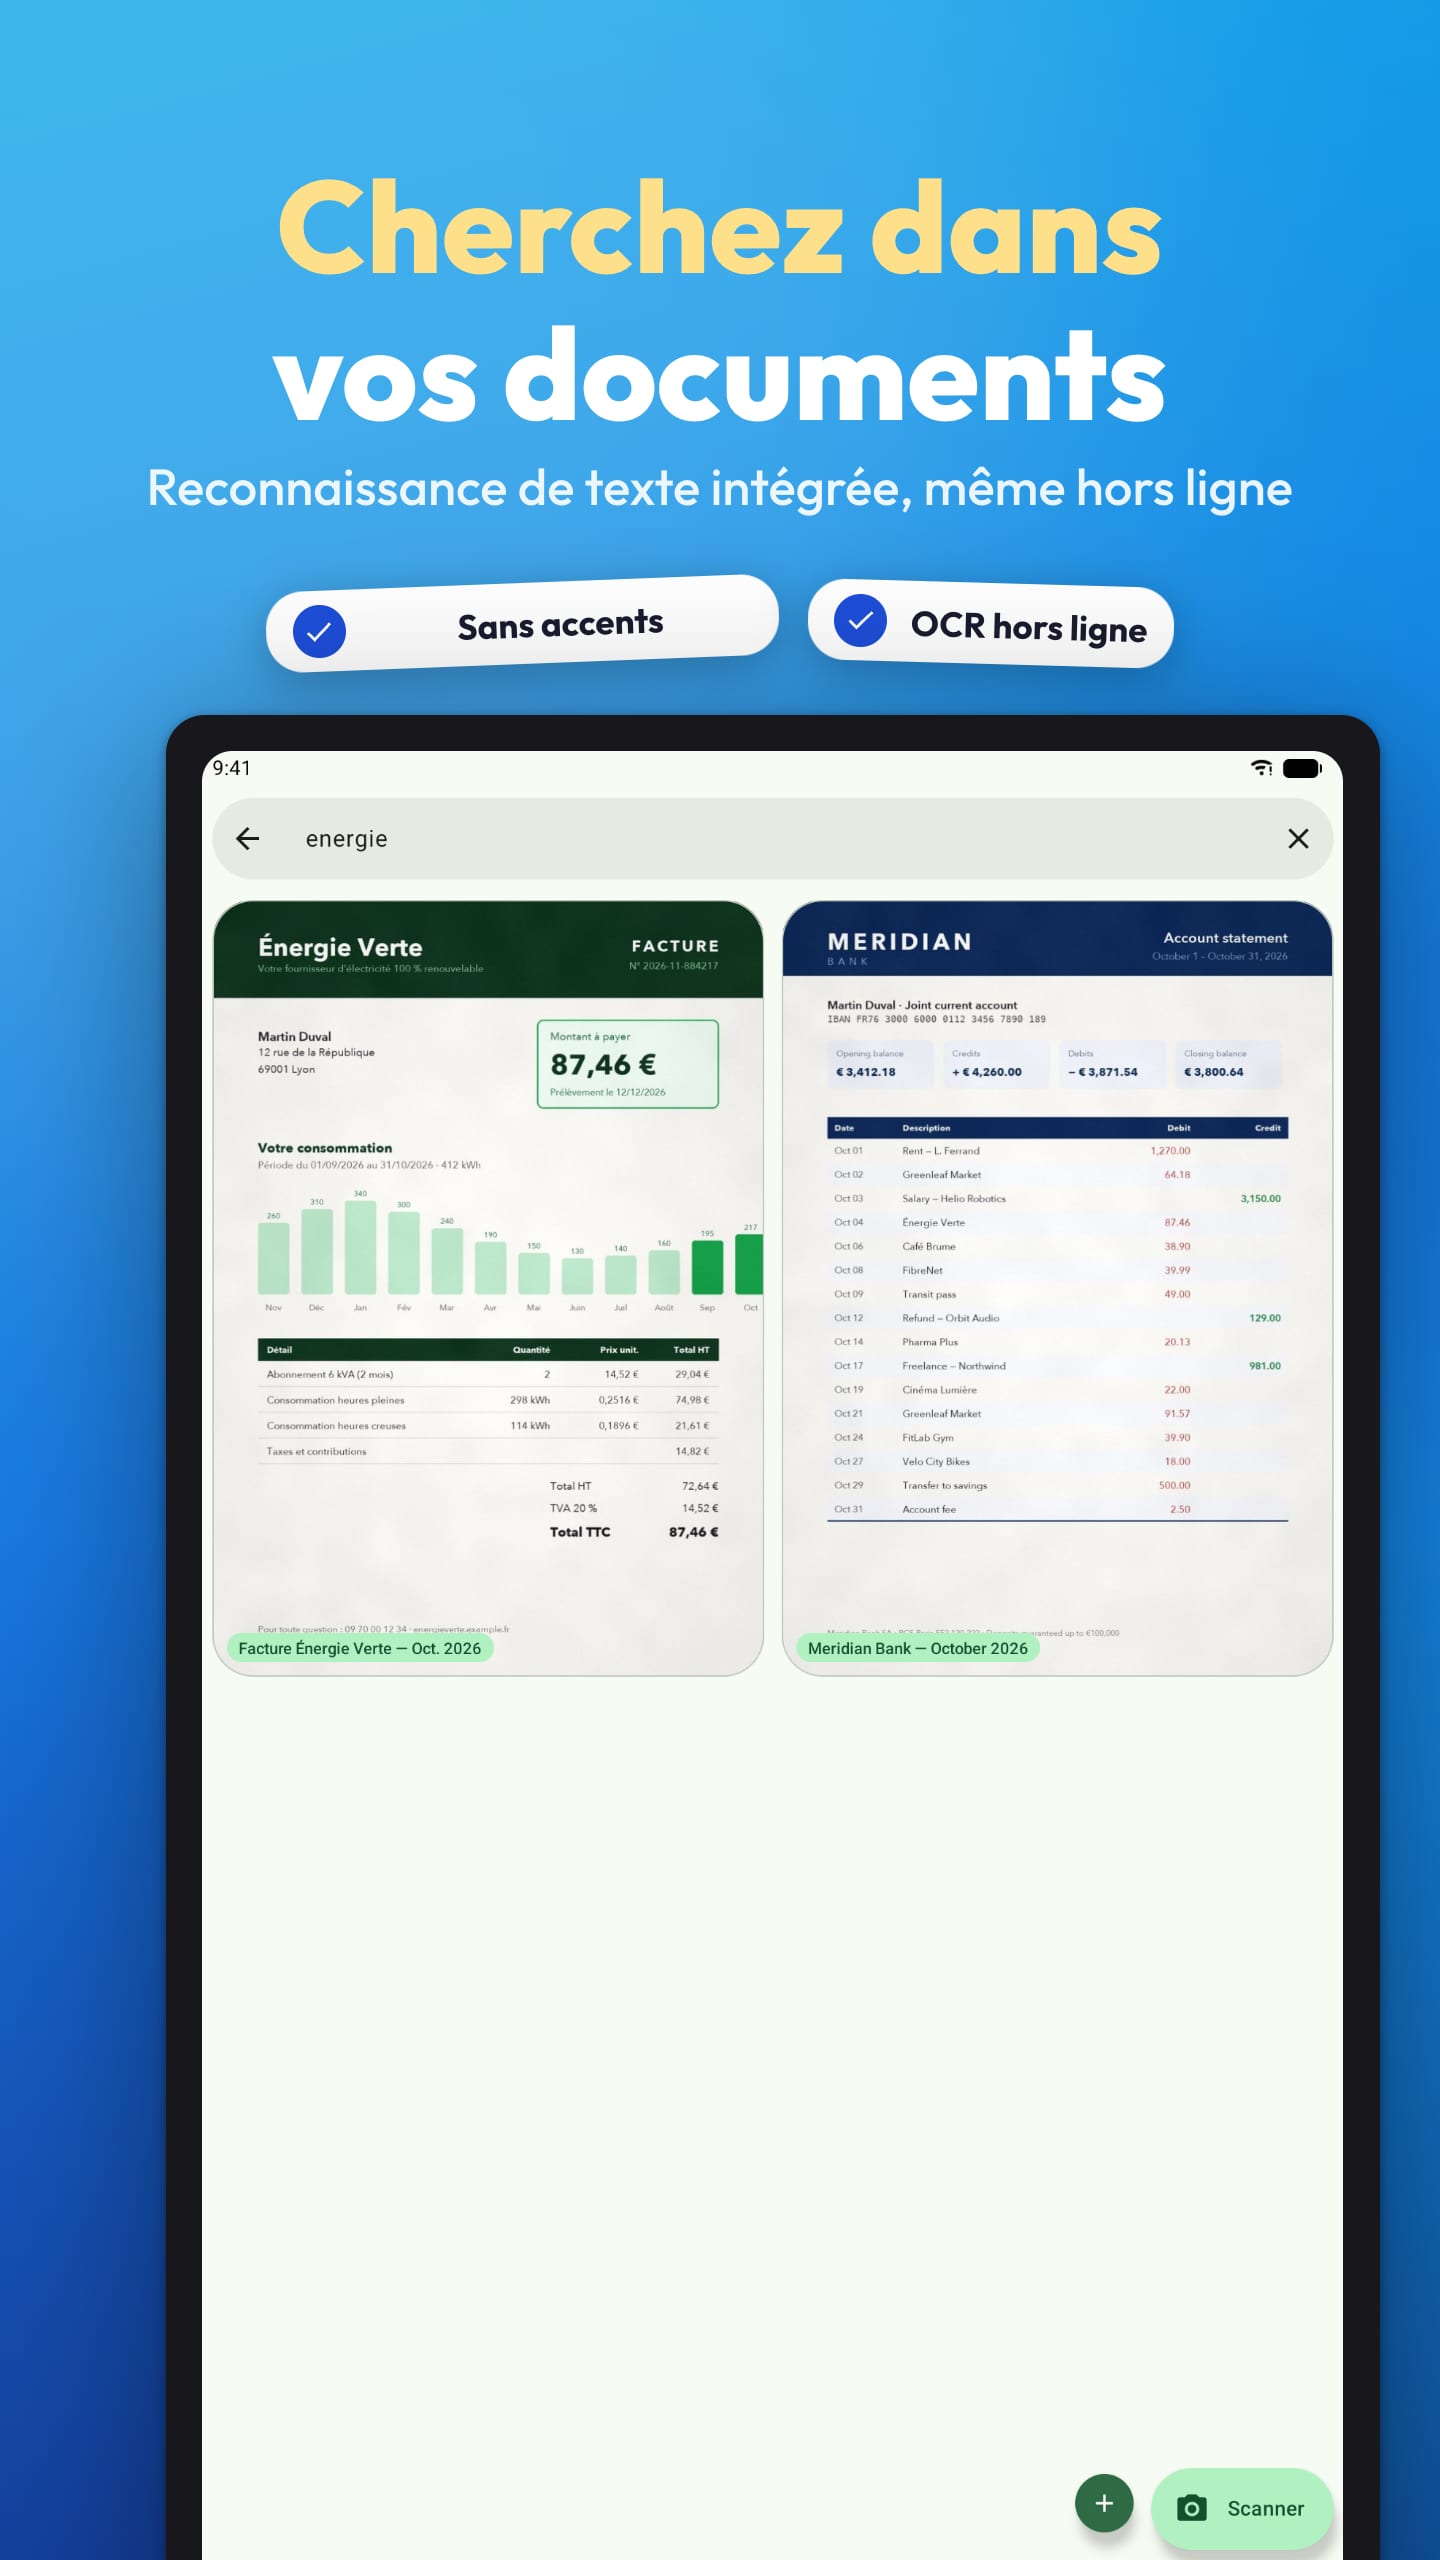 Cherchez dans
vos documents
Reconnaissance de texte intégrée, même hors ligne
Sans accents
OCR hors ligne
9:41
energie
Énergie Verte
Votre fournisseur d'électricité 100 % renouvelable
FACTURE
N° 2026-11-884217
Martin Duval
12 rue de la République
69001 Lyon
Montant à payer
87,46 €
Prélèvement le 12/12/2026
Votre consommation
Période du 01/09/2026 au 31/10/2026 · 412 kWh
260 310 340 300 240 190 150 130 140 160 195 217
Nov Déc Jan Fév Mar Avr Mai Juin Juil Août Sep Oct
Détail Quantité Prix unit. Total HT
Abonnement 6 kVA (2 mois) 2 14,52 € 29,04 €
Consommation heures pleines 298 kWh 0,2516 € 74,98 €
Consommation heures creuses 114 kWh 0,1896 € 21,61 €
Taxes et contributions 14,82 €
Total HT 72,64 €
TVA 20 % 14,52 €
Total TTC 87,46 €
Pour toute question : 09 70 00 12 34 · energieverte.example.fr
Facture Énergie Verte — Oct. 2026
MERIDIAN
BANK
Account statement
October 1 - October 31, 2026
Martin Duval · Joint current account
IBAN FR76 3000 6000 0112 3456 7890 189
Opening balance Credits Debits Closing balance
€ 3,412.18 + € 4,260.00 – € 3,871.54 € 3,800.64
Date Description Debit Credit
Oct 01 Rent – L. Ferrand 1,270.00
Oct 02 Greenleaf Market 64.18
Oct 03 Salary – Helio Robotics 3,150.00
Oct 04 Énergie Verte 87.46
Oct 06 Café Brume 38.90
Oct 08 FibreNet 39.99
Oct 09 Transit pass 49.00
Oct 12 Refund – Orbit Audio 129.00
Oct 14 Pharma Plus 20.13
Oct 17 Freelance – Northwind 981.00
Oct 19 Cinéma Lumière 22.00
Oct 21 Greenleaf Market 91.57
Oct 24 FitLab Gym 39.90
Oct 27 Velo City Bikes 18.00
Oct 29 Transfer to savings 500.00
Oct 31 Account fee 2.50
guaranteed up to €100,000
Meridian Bank — October 2026
Scanner